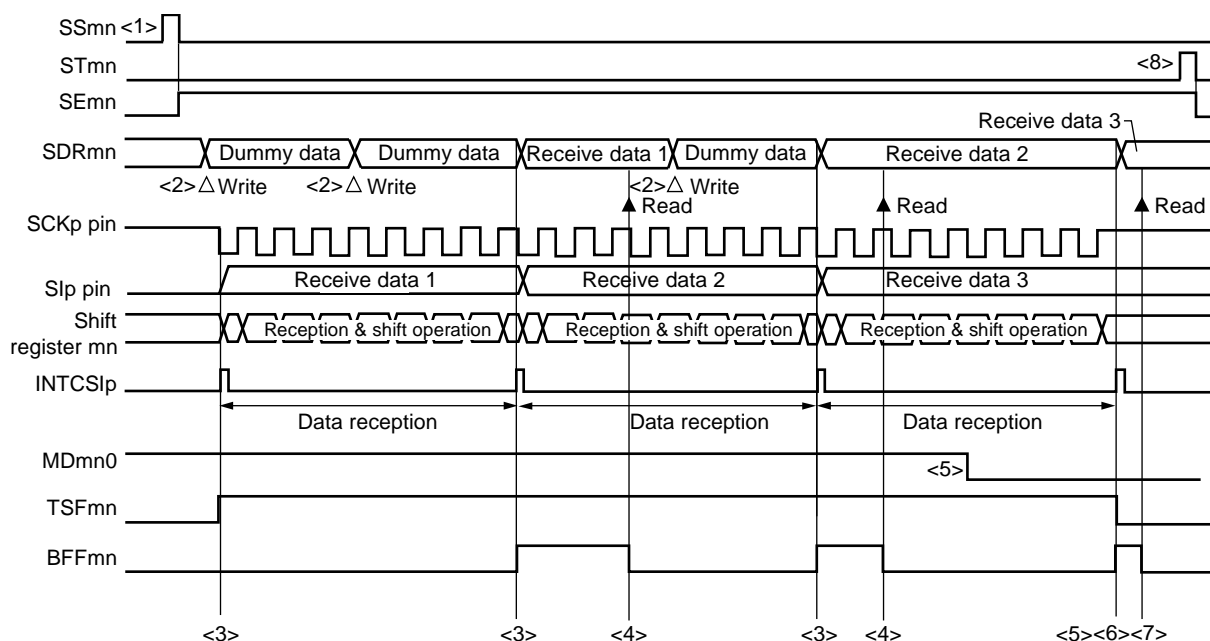 SSmn <1>
STmn <8>
SEmn
Receive data 3
SDRmn Dummy data Dummy data Receive data 1 Dummy data Receive data 2
<2> △ Write <2> △ Write <2> △ Write
▲ Read ▲ Read ▲ Read
SCKp pin
SIp pin Receive data 1 Receive data 2 Receive data 3
Shift
register mn Reception & shift operation Reception & shift operation Reception & shift operation
INTCSIp
Data reception Data reception Data reception
MDmn0 <5>
TSFmn
BFFmn
<3> <3> <4> <3> <4> <5> <6> <7>